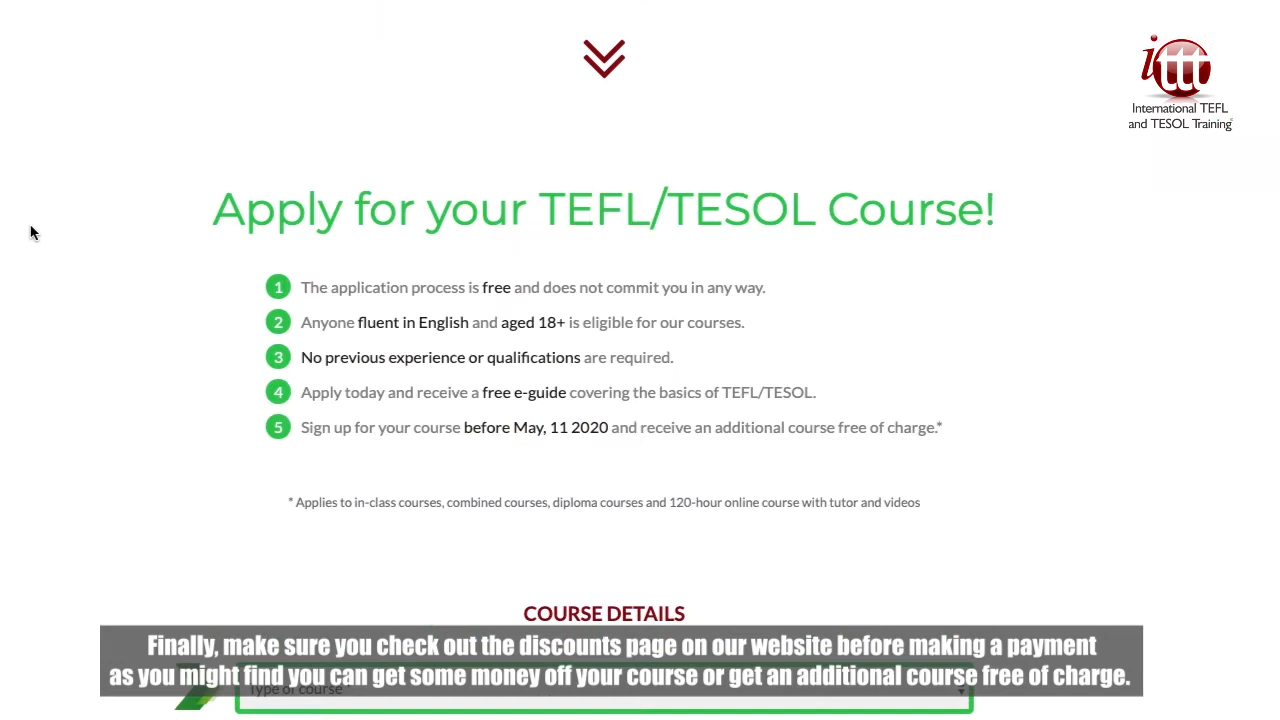 ittt
International TEFL
and TESOL Training
Apply for your TEFL/TESOL Course!
1 The application process is free and does not commit you in any way.
2 Anyone fluent in English and aged 18+ is eligible for our courses.
3 No previous experience or qualifications are required.
4 Apply today and receive a free e-guide covering the basics of TEFL/TESOL.
5 Sign up for your course before May, 11 2020 and receive an additional course free of charge.*
* Applies to in-class courses, combined courses, diploma courses and 120-hour online course with tutor and videos
COURSE DETAILS
Finally, make sure you check out the discounts page on our website before making a payment
as you might find you can get some money off your course or get an additional course free of charge.
Type of course *